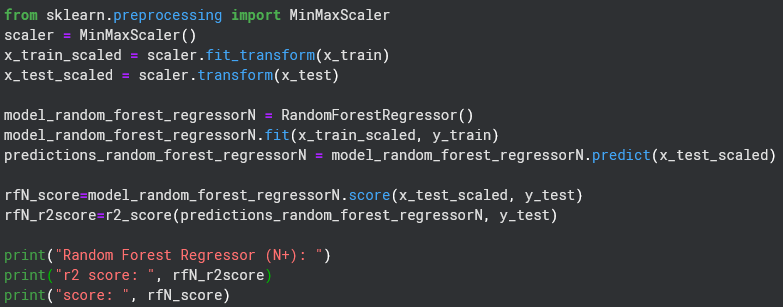 from sklearn.preprocessing import MinMaxScaler
scaler = MinMaxScaler()
x_train_scaled = scaler.fit_transform(x_train)
x_test_scaled = scaler.transform(x_test)
model_random_forest_regressorN = RandomForestRegressor()
model_random_forest_regressorN.fit(x_train_scaled, y_train)
predictions_random_forest_regressorN = model_random_forest_regressorN.predict(x_test_scaled)
rfN_score=model_random_forest_regressorN.score(x_test_scaled, y_test)
rfN_r2score=r2_score(predictions_random_forest_regressorN, y_test)
print("Random Forest Regressor (N+): ")
print("r2 score: ", rfN_r2score)
print("score: ", rfN_score)